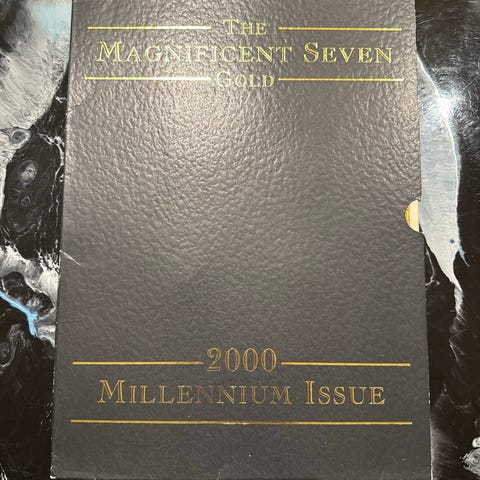 The
Magnificent Seven
Gold
2000
Millennium Issue